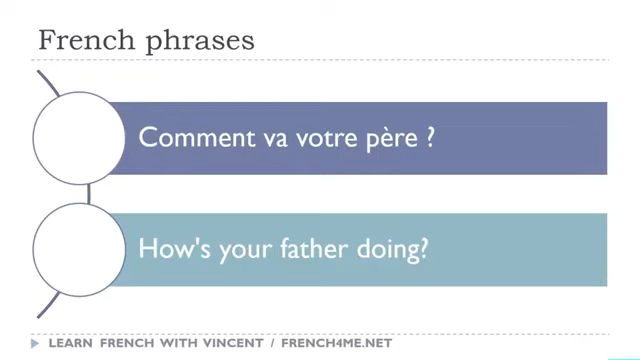 French phrases
Comment va votre père ?
How's your father doing?
LEARN FRENCH WITH VINCENT / FRENCH4ME.NET